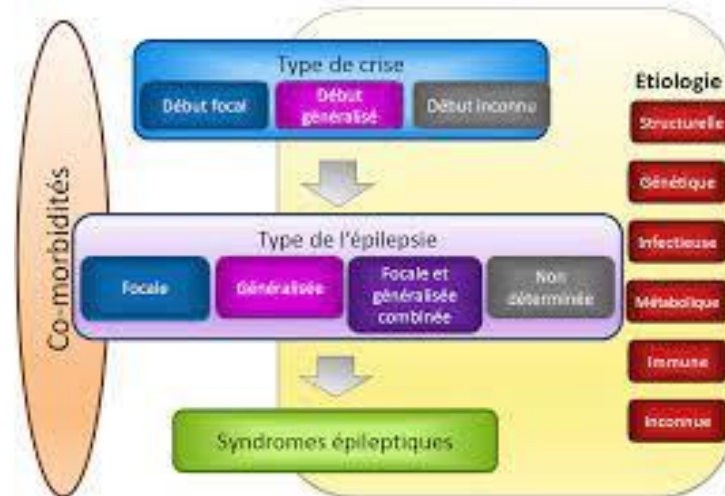 Co-morbidités
Type de crise
Début focal
Début
généralisé
Début inconnu
Type de l'épilepsie
Focale
Généralisée
Focale et
généralisée
combinée
Non
déterminée
Syndromes épileptiques
Etiologie
Structurelle
Génétique
Infectieuse
Métabolique
Immune
Inconnue